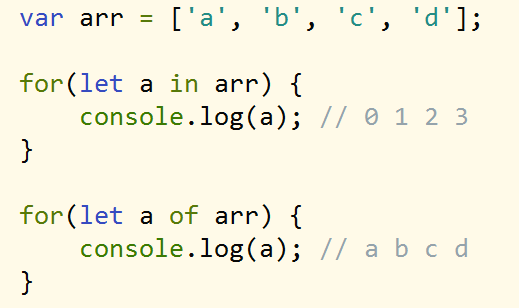 var arr = ['a', 'b', 'c', 'd'];
for(let a in arr) {
    console.log(a); // 0 1 2 3
}
for(let a of arr) {
    console.log(a); // a b c d
}